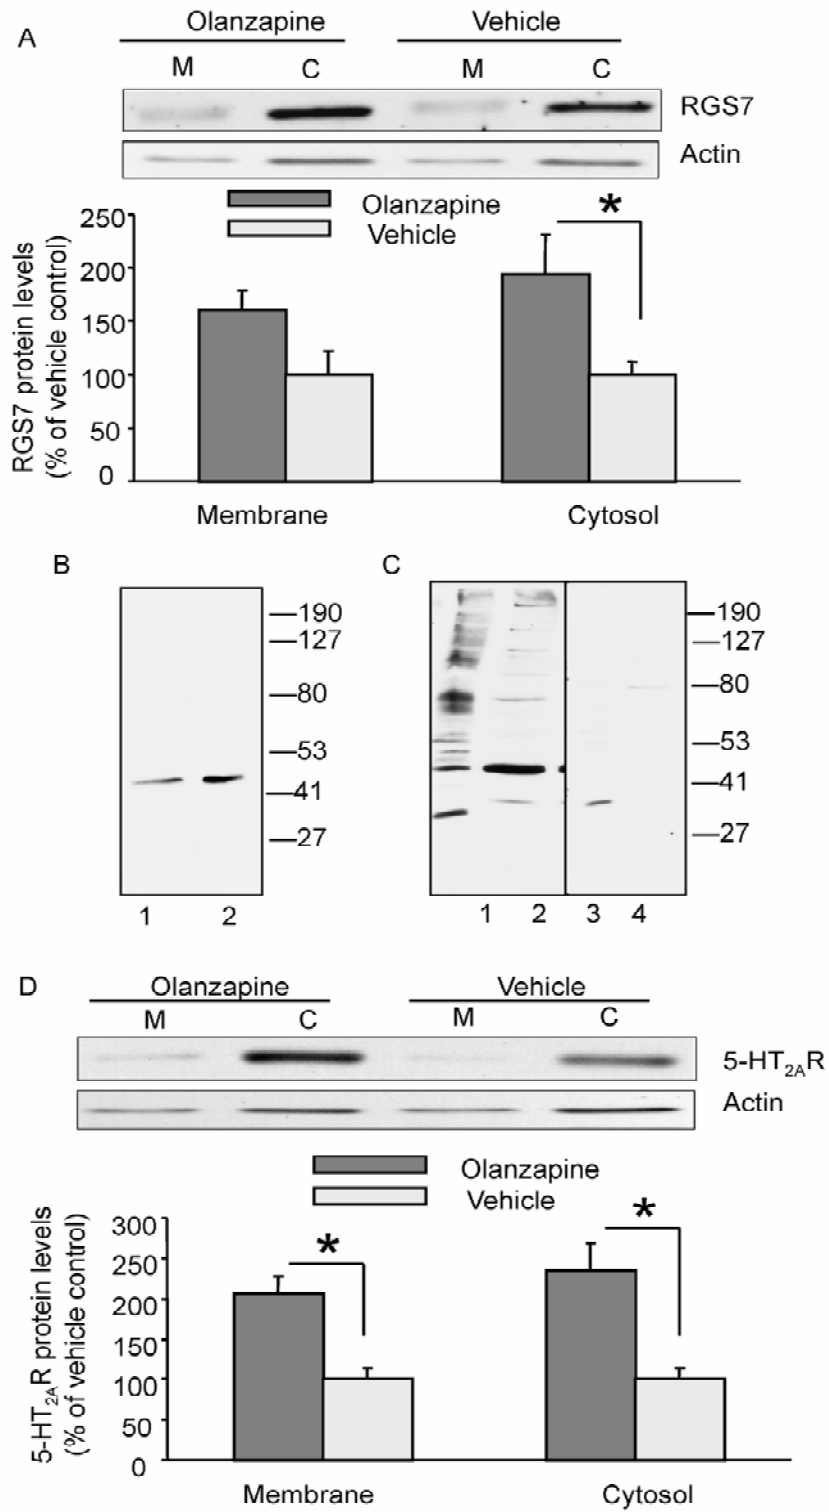 A
Olanzapine Vehicle
M C M C
RGS7
Actin
Olanzapine
Vehicle
*
RGS7 protein levels
(% of vehicle control)
250
200
150
100
50
0
Membrane Cytosol
B
190
127
80
53
41
27
1 2
C
190
127
80
53
41
27
1 2 3 4
D
Olanzapine Vehicle
M C M C
5-HT2AR
Actin
Olanzapine
Vehicle
* *
5-HT2AR protein levels
(% of vehicle control)
300
250
200
150
100
50
0
Membrane Cytosol